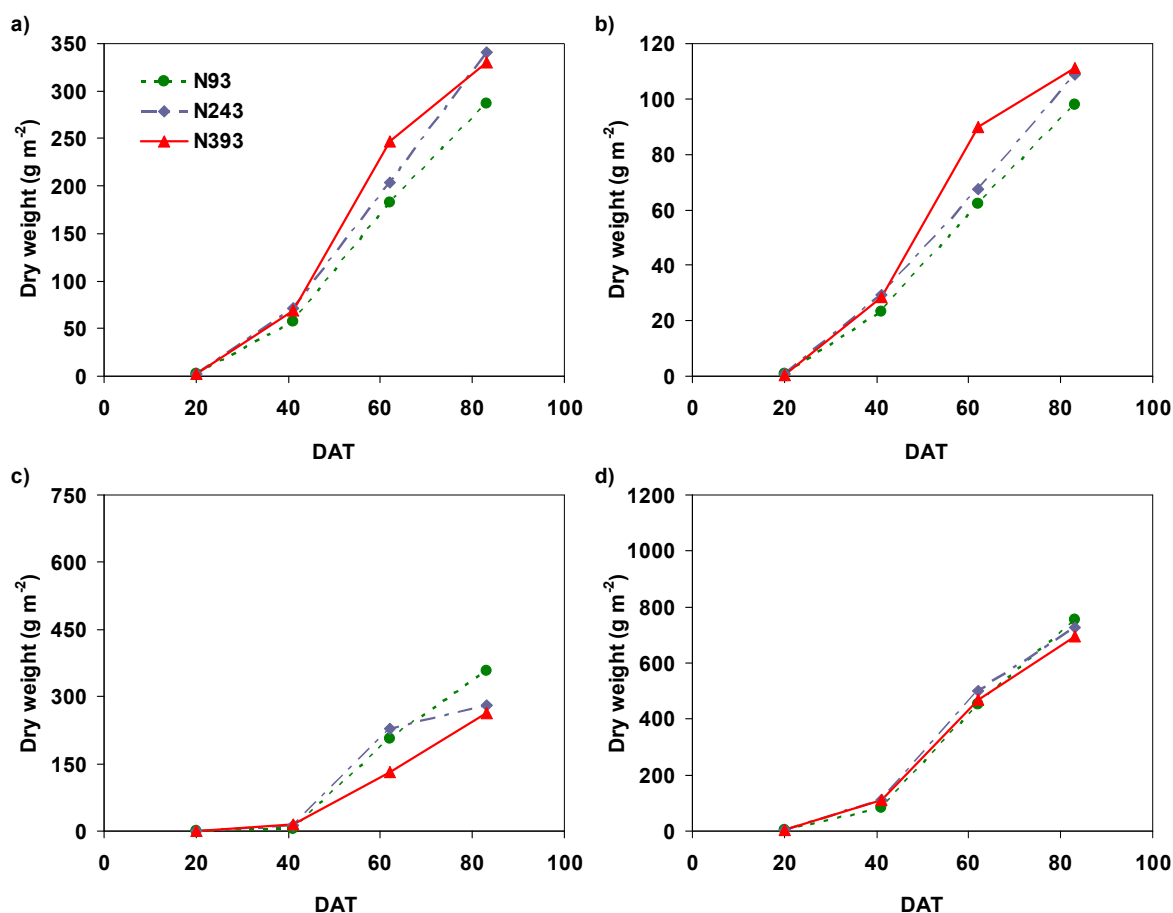 a)
350
300
250
200
150
100
50
0
Dry weight (g m-2)
N93
N243
N393
0 20 40 60 80 100
DAT
b)
120
100
80
60
40
20
0
Dry weight (g m-2)
0 20 40 60 80 100
DAT
c)
750
600
450
300
150
0
Dry weight (g m-2)
0 20 40 60 80 100
DAT
d)
1200
1000
800
600
400
200
0
Dry weight (g m-2)
0 20 40 60 80 100
DAT